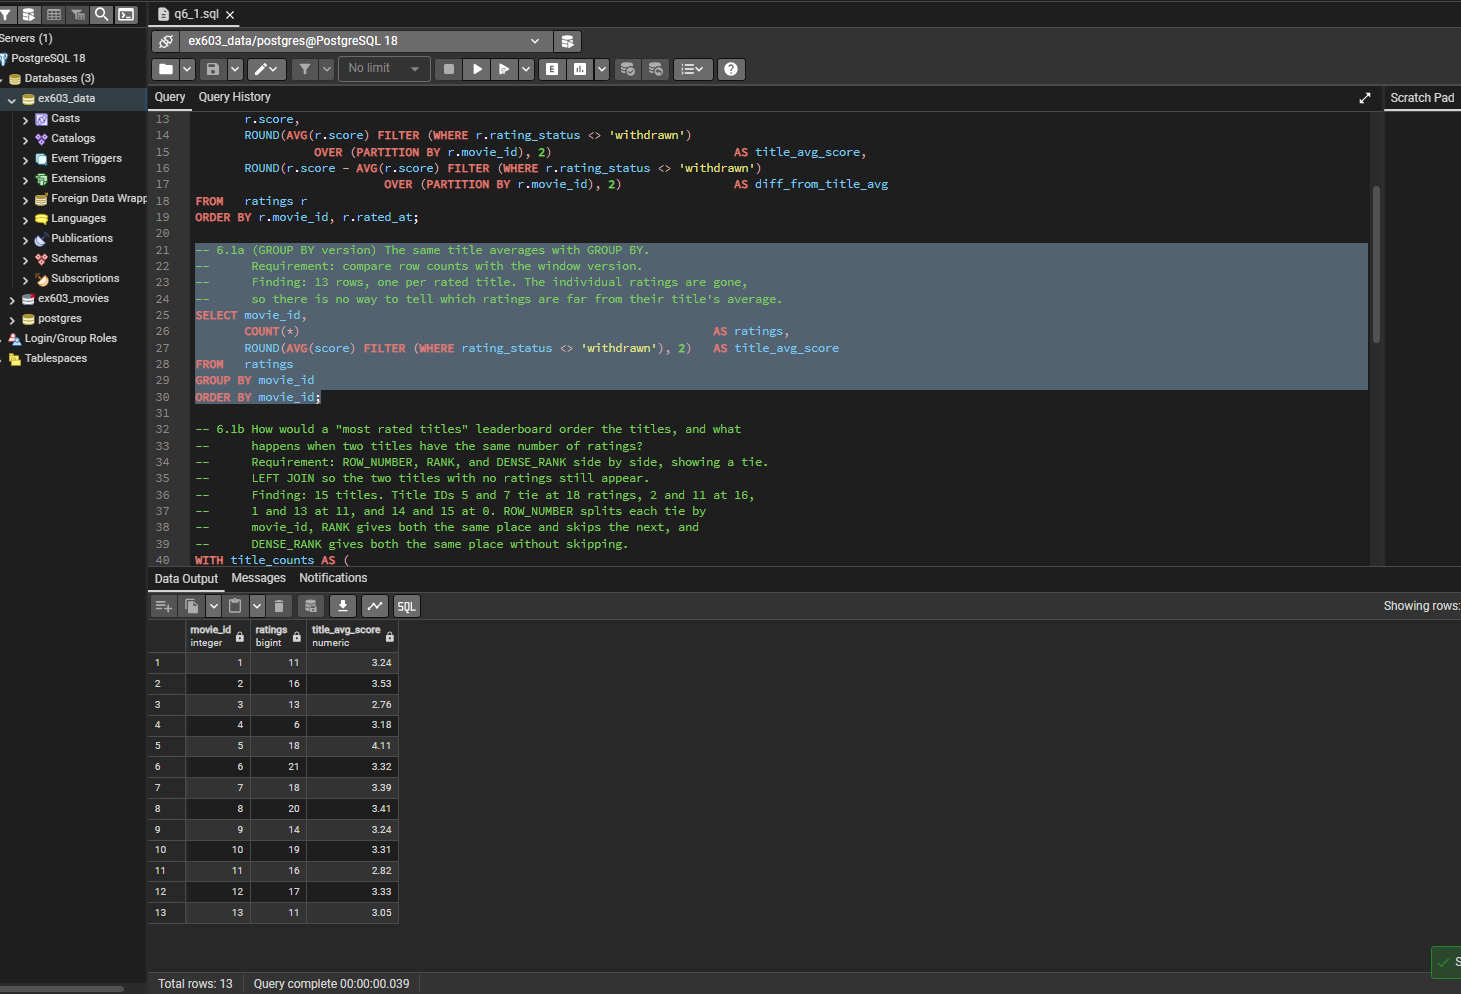 q6_1.sql
Servers (1)
PostgreSQL 18
Databases (3)
ex603_data
Casts
Catalogs
Event Triggers
Extensions
Foreign Data Wrapp
Languages
Publications
Schemas
Subscriptions
ex603_movies
postgres
Login/Group Roles
Tablespaces
ex603_data/postgres@PostgreSQL 18
No limit
E
Query Query History
Scratch Pad
13 r.score,
14 ROUND(AVG(r.score) FILTER (WHERE r.rating_status <> 'withdrawn')
15 OVER (PARTITION BY r.movie_id), 2) AS title_avg_score,
16 ROUND(r.score - AVG(r.score) FILTER (WHERE r.rating_status <> 'withdrawn')
17 OVER (PARTITION BY r.movie_id), 2) AS diff_from_title_avg
18 FROM ratings r
19 ORDER BY r.movie_id, r.rated_at;
20
21 -- 6.1a (GROUP BY version) The same title averages with GROUP BY.
22 -- Requirement: compare row counts with the window version.
23 -- Finding: 13 rows, one per rated title. The individual ratings are gone,
24 -- so there is no way to tell which ratings are far from their title's average.
25 SELECT movie_id,
26 COUNT(*) AS ratings,
27 ROUND(AVG(score) FILTER (WHERE rating_status <> 'withdrawn'), 2) AS title_avg_score
28 FROM ratings
29 GROUP BY movie_id
30 ORDER BY movie_id;
31
32 -- 6.1b How would a "most rated titles" leaderboard order the titles, and what
33 -- happens when two titles have the same number of ratings?
34 -- Requirement: ROW_NUMBER, RANK, and DENSE_RANK side by side, showing a tie.
35 -- LEFT JOIN so the two titles with no ratings still appear.
36 -- Finding: 15 titles. Title IDs 5 and 7 tie at 18 ratings, 2 and 11 at 16,
37 -- 1 and 13 at 11, and 14 and 15 at 0. ROW_NUMBER splits each tie by
38 -- movie_id, RANK gives both the same place and skips the next, and
39 -- DENSE_RANK gives both the same place without skipping.
40 WITH title_counts AS (
Data Output Messages Notifications
SQL
Showing rows:
movie_id ratings title_avg_score
integer bigint numeric
1 1 11 3.24
2 2 16 3.53
3 3 13 2.76
4 4 6 3.18
5 5 18 4.11
6 6 21 3.32
7 7 18 3.39
8 8 20 3.41
9 9 14 3.24
10 10 19 3.31
11 11 16 2.82
12 12 17 3.33
13 13 11 3.05
S
Total rows: 13 Query complete 00:00:00.039